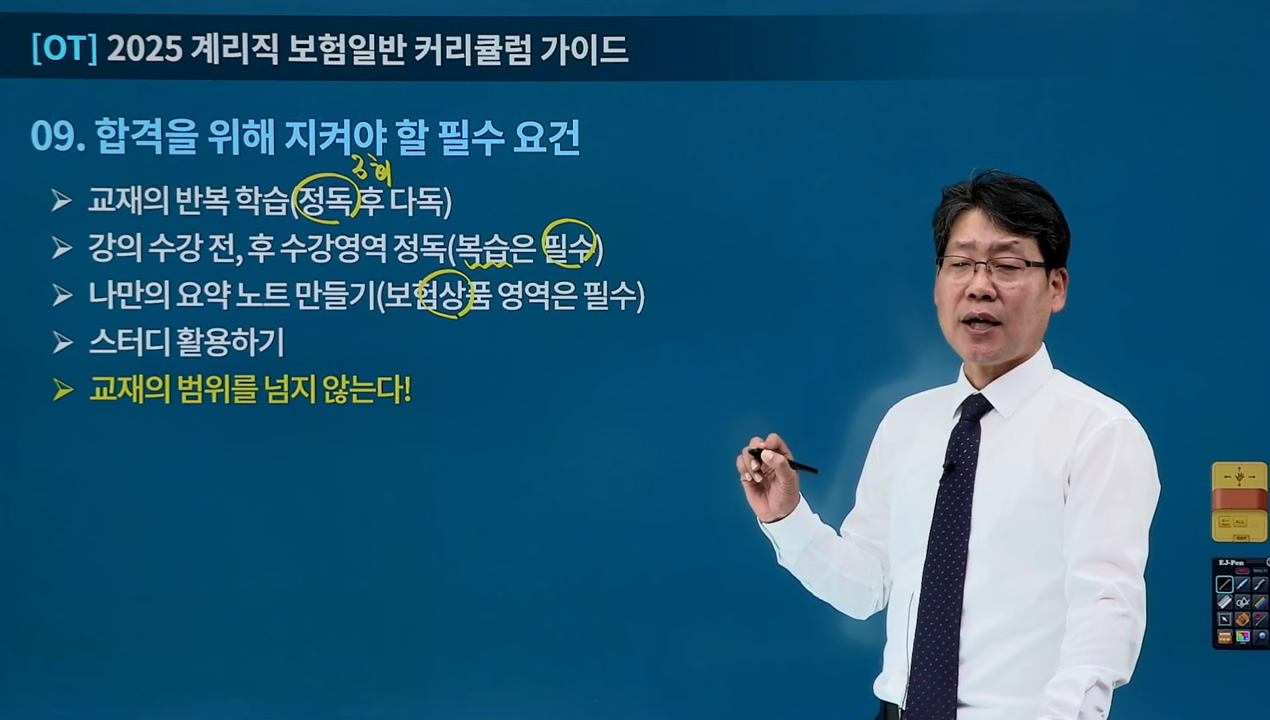 [OT] 2025 계리직 보험일반 커리큘럼 가이드
09. 합격을 위해 지켜야 할 필수 요건
3회
➢ 교재의 반복 학습(정독 후 다독)
➢ 강의 수강 전, 후 수강영역 정독(복습은 필수)
➢ 나만의 요약 노트 만들기(보험상품 영역은 필수)
➢ 스터디 활용하기
➢ 교재의 범위를 넘지 않는다!
ALL
EJ-Pen